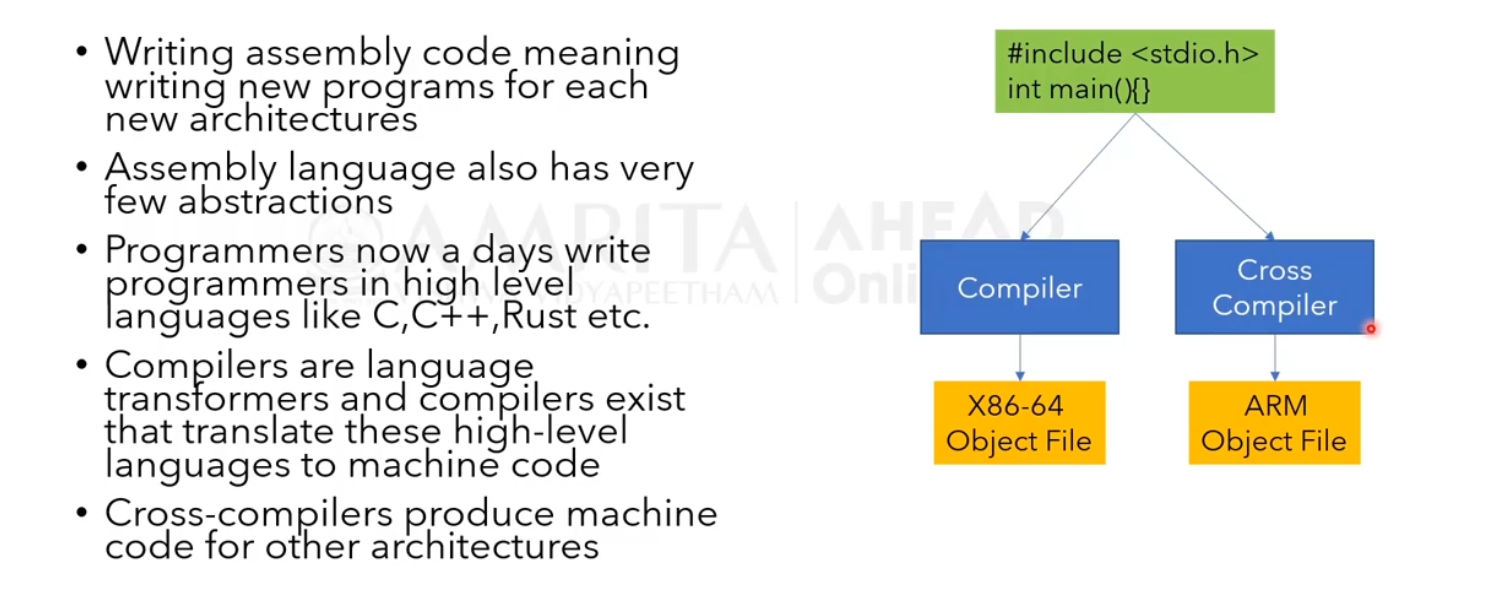 • Writing assembly code meaning
writing new programs for each
new architectures
• Assembly language also has very
few abstractions
• Programmers now a days write
programmers in high level
languages like C,C++,Rust etc.
• Compilers are language
transformers and compilers exist
that translate these high-level
languages to machine code
• Cross-compilers produce machine
code for other architectures
#include <stdio.h>
int main(){}
Compiler
Cross
Compiler
X86-64
Object File
ARM
Object File
AMRITA
AHEAD